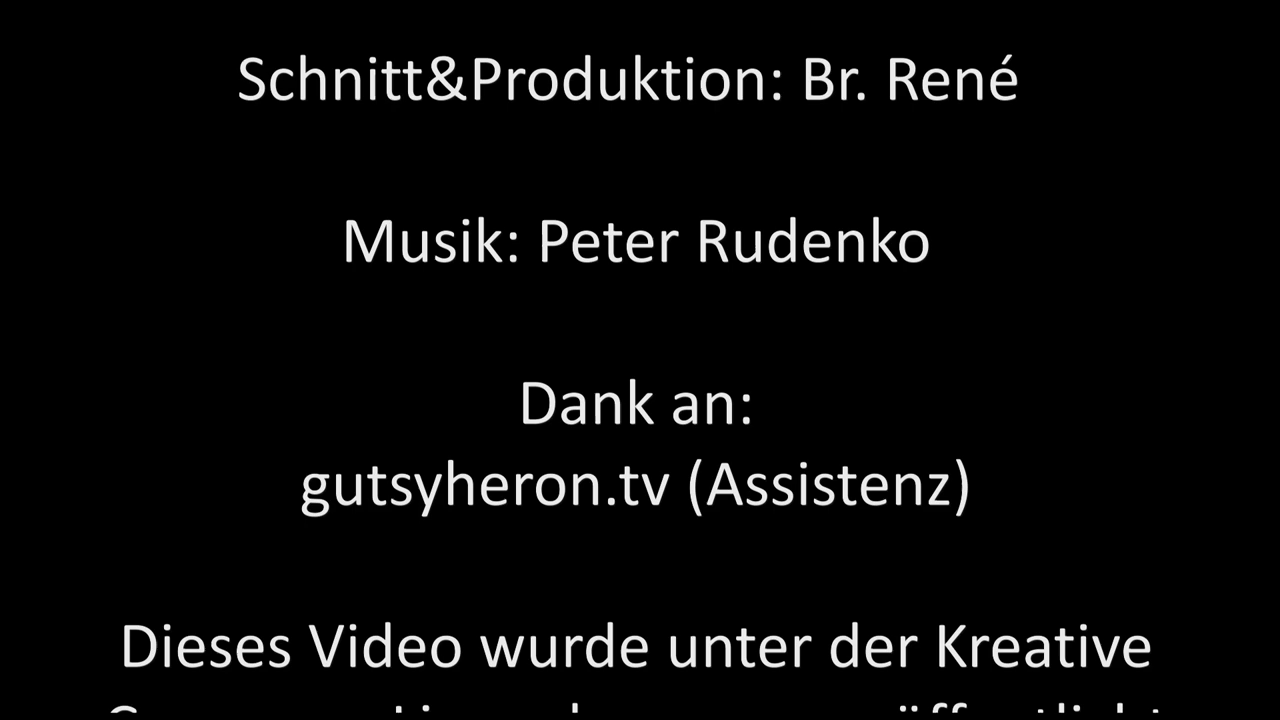 Schnitt&Produktion: Br. René
Musik: Peter Rudenko
Dank an:
gutsyheron.tv (Assistenz)
Dieses Video wurde unter der Kreative